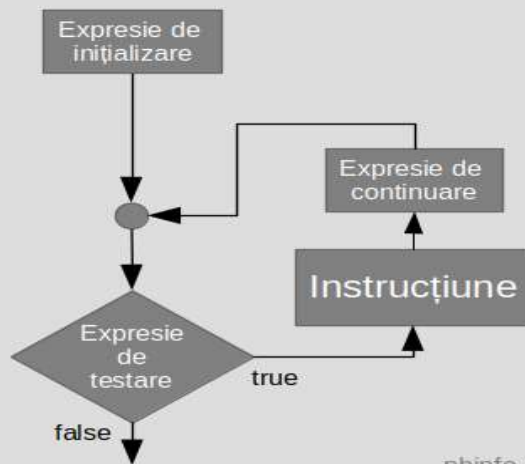 Expresie de
inițializare
Expresie de
continuare
Instrucțiune
Expresie
de
testare
true
false